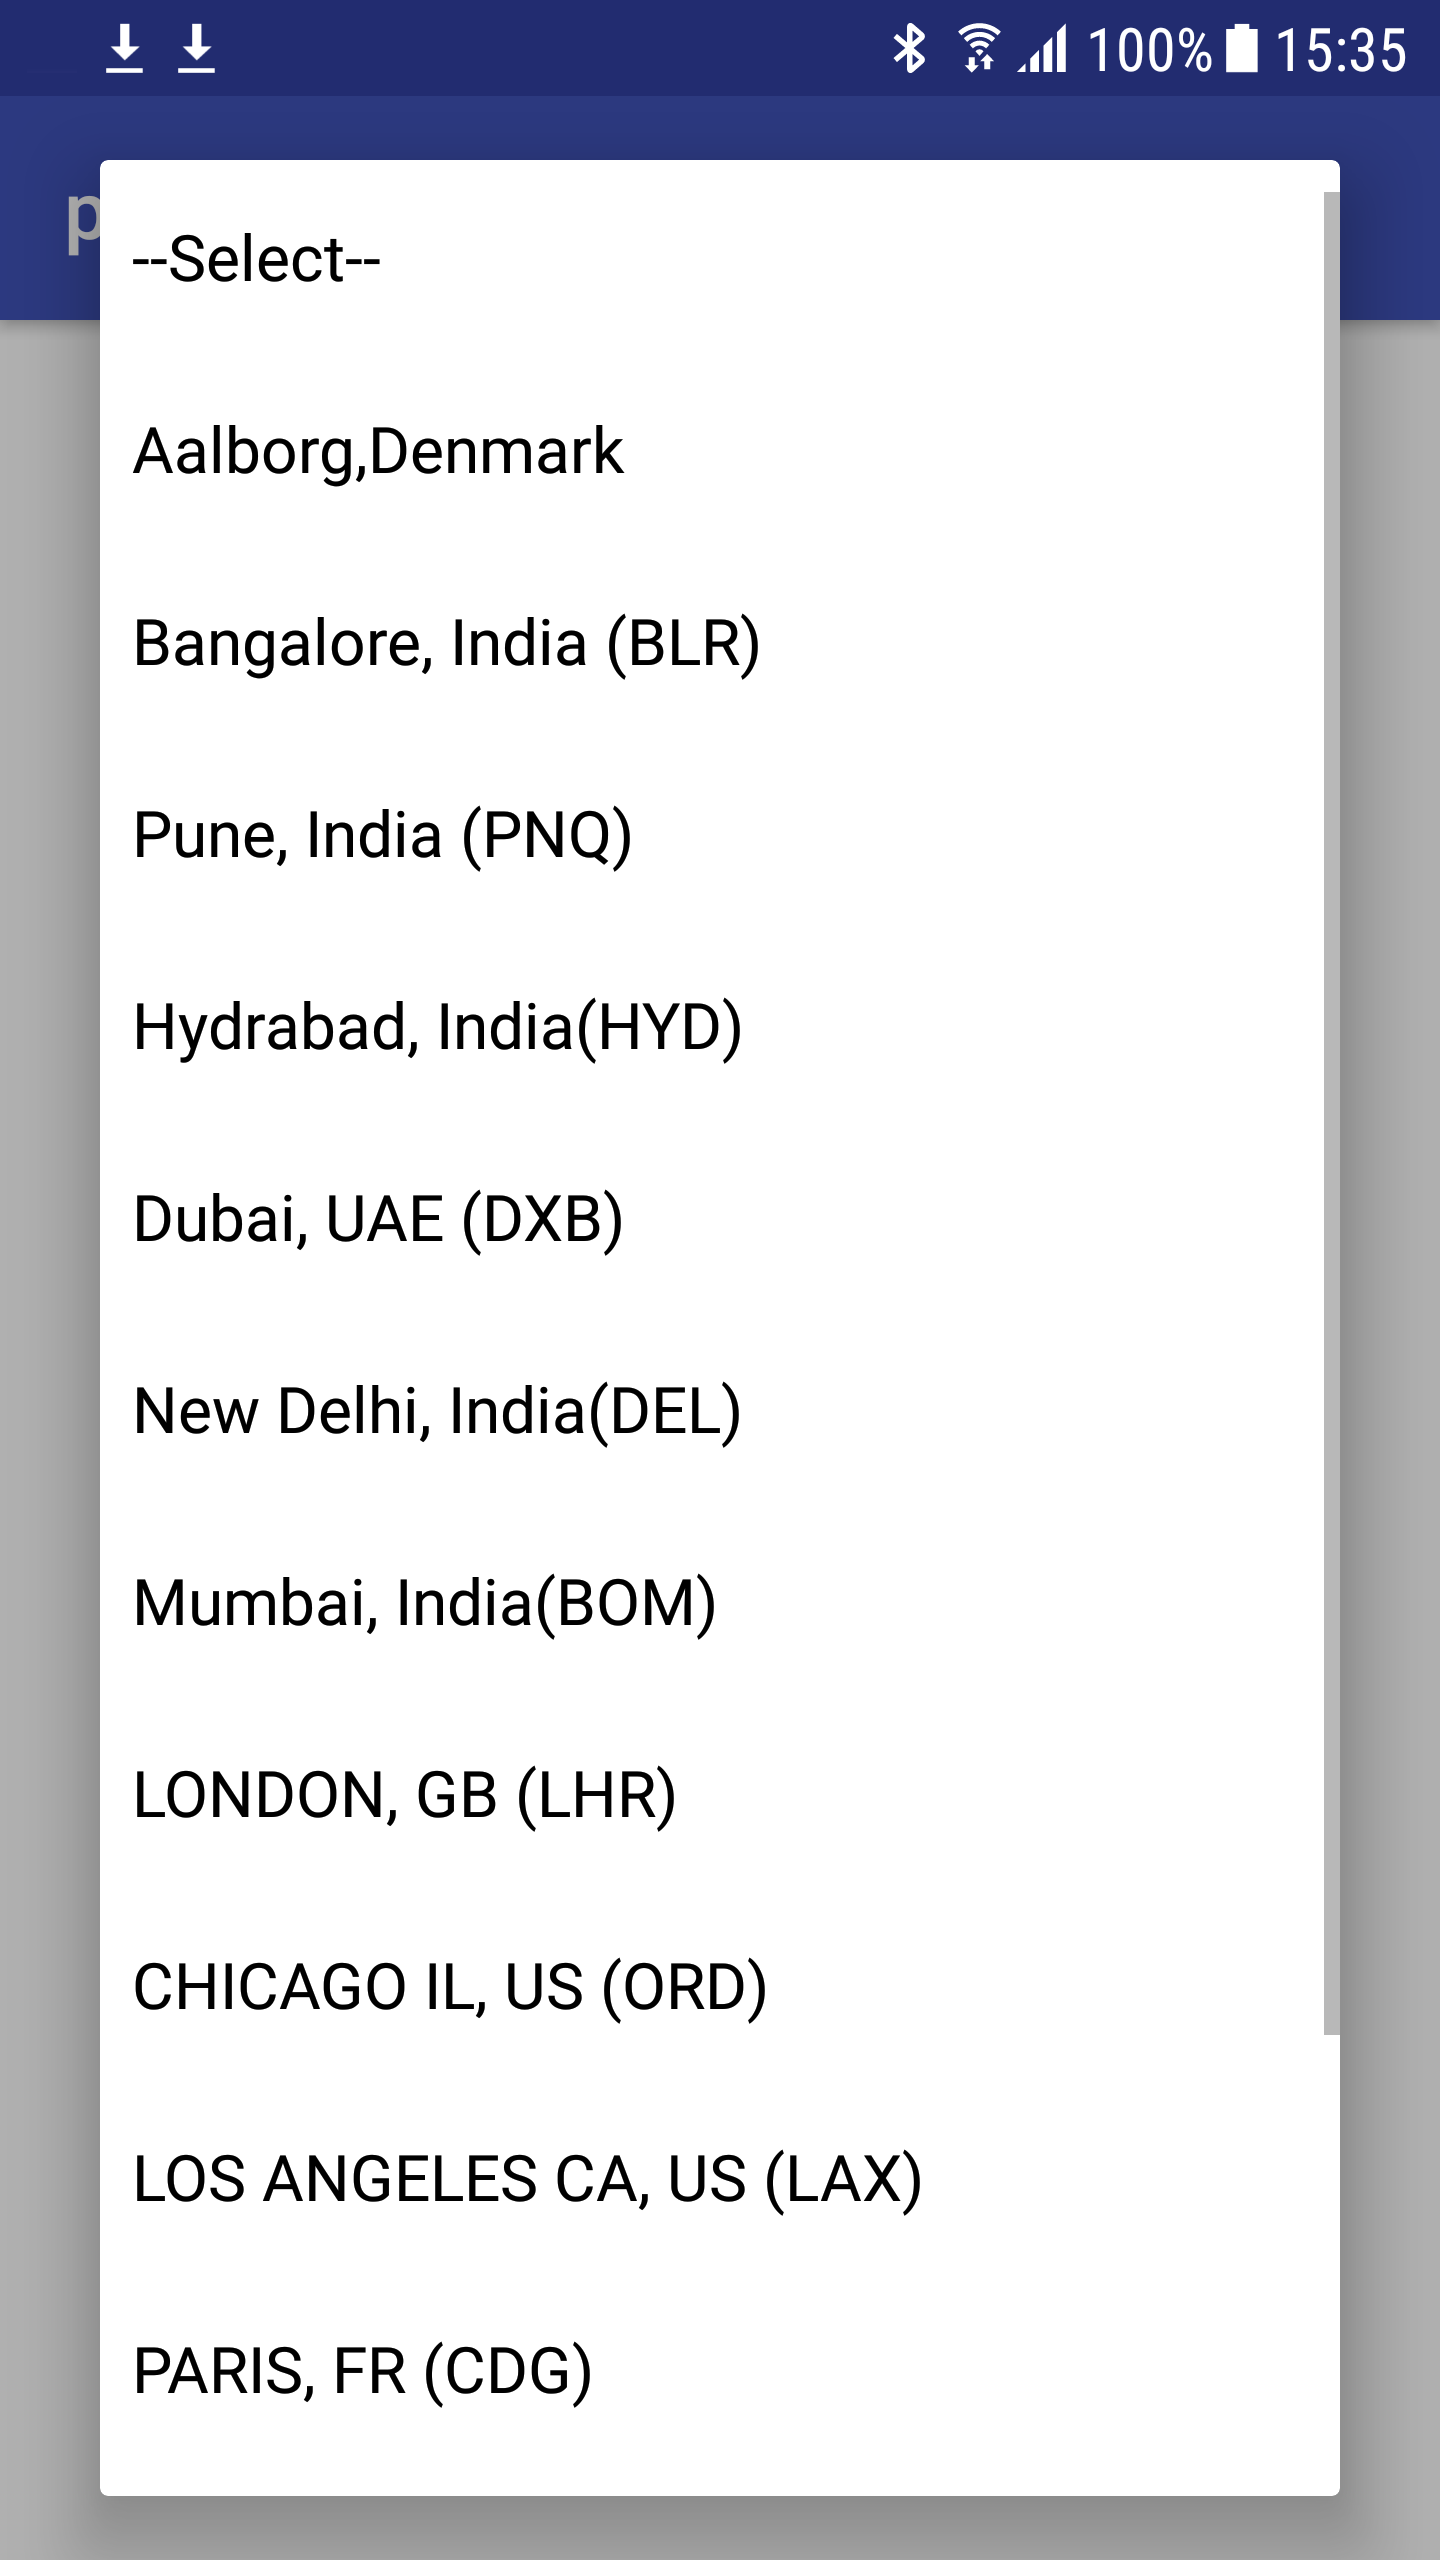 100% 15:35
p
--Select--
Aalborg,Denmark
Bangalore, India (BLR)
Pune, India (PNQ)
Hydrabad, India(HYD)
Dubai, UAE (DXB)
New Delhi, India(DEL)
Mumbai, India(BOM)
LONDON, GB (LHR)
CHICAGO IL, US (ORD)
LOS ANGELES CA, US (LAX)
PARIS, FR (CDG)